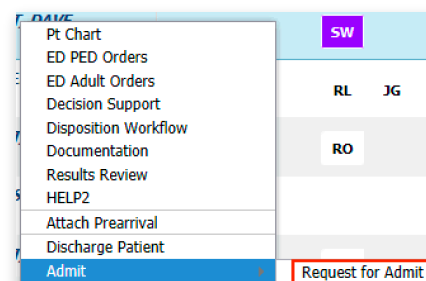 T, DAVE
Pt Chart
SW
ED PED Orders
ED Adult Orders
RL JG
Decision Support
Disposition Workflow
Documentation
RO
Results Review
HELP2
Attach Prearrival
Discharge Patient
Admit
Request for Admit